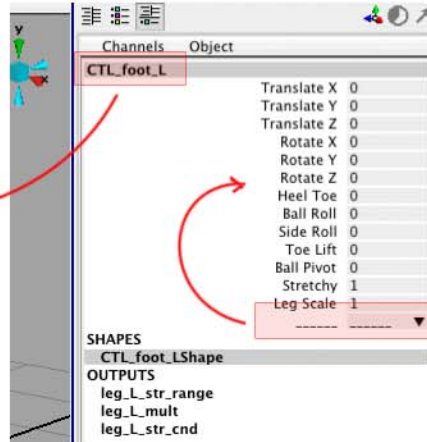 y
Channels Object
CTL_foot_L
Translate X 0
Translate Y 0
Translate Z 0
Rotate X 0
Rotate Y 0
Rotate Z 0
Heel Toe 0
Ball Roll 0
Side Roll 0
Toe Lift 0
Ball Pivot 0
Stretchy 1
Leg Scale 1
______ ______
SHAPES
CTL_foot_LShape
OUTPUTS
leg_L_str_range
leg_L_mult
leg_L_str_cnd